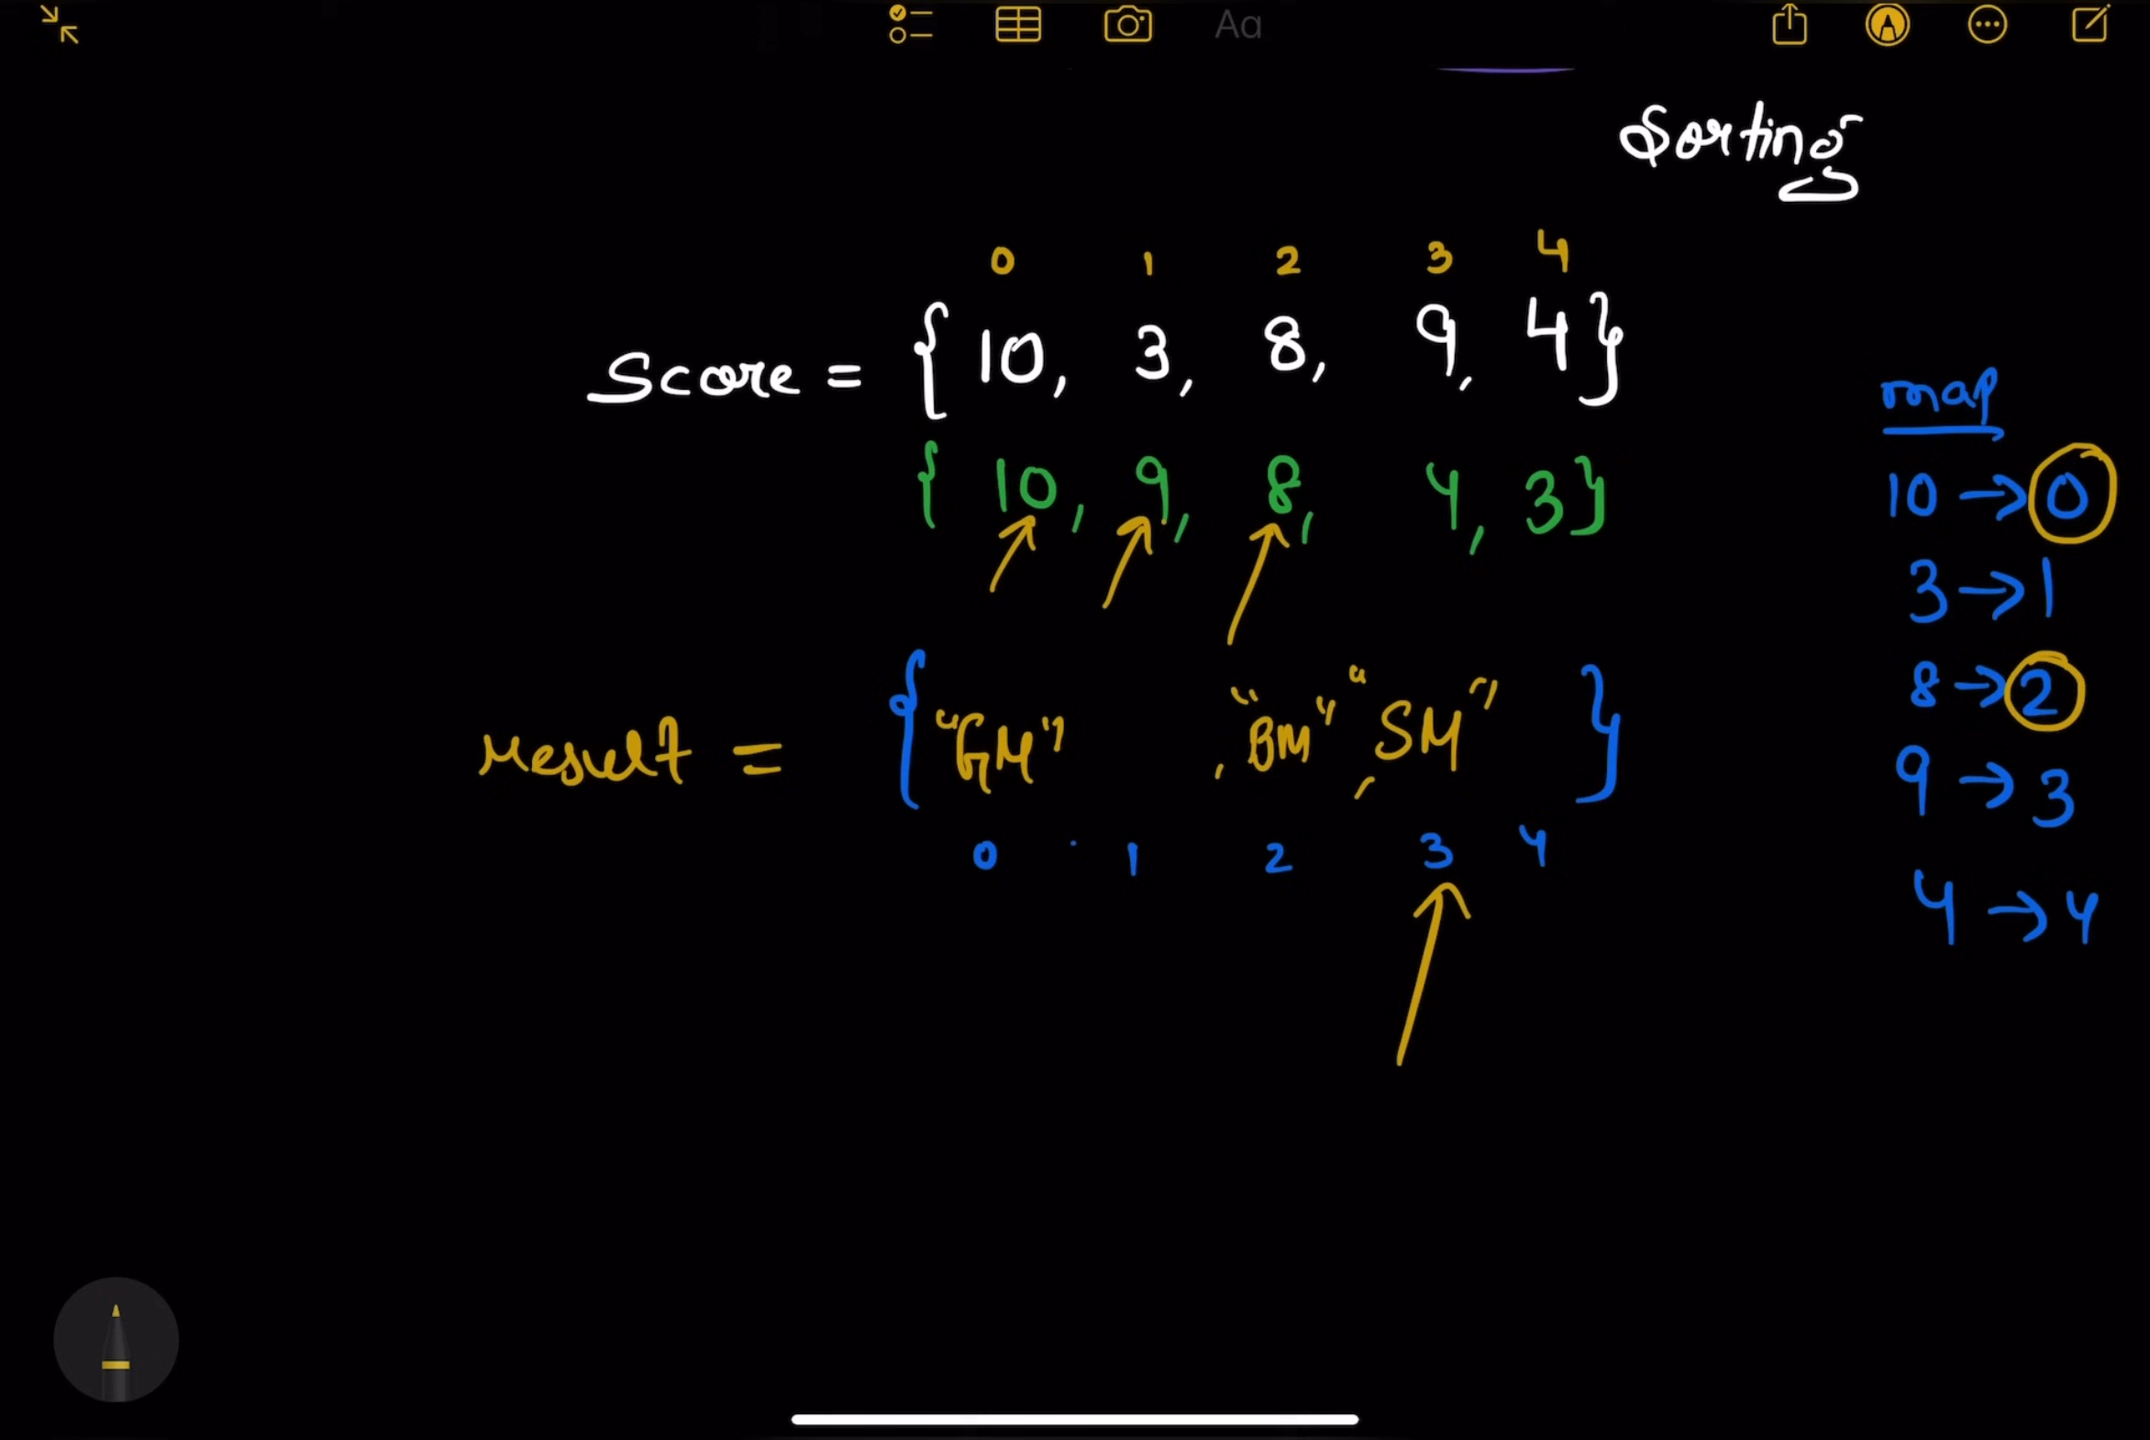 Aa
Sorting
0 1 2 3 4
Score = { 10, 3, 8, 9, 4 }
{ 10, 9, 8, 4, 3 }
result = { "GM" , "BM" , "SM" }
0 1 2 3 4
map
10 → 0
3 → 1
8 → 2
9 → 3
4 → 4